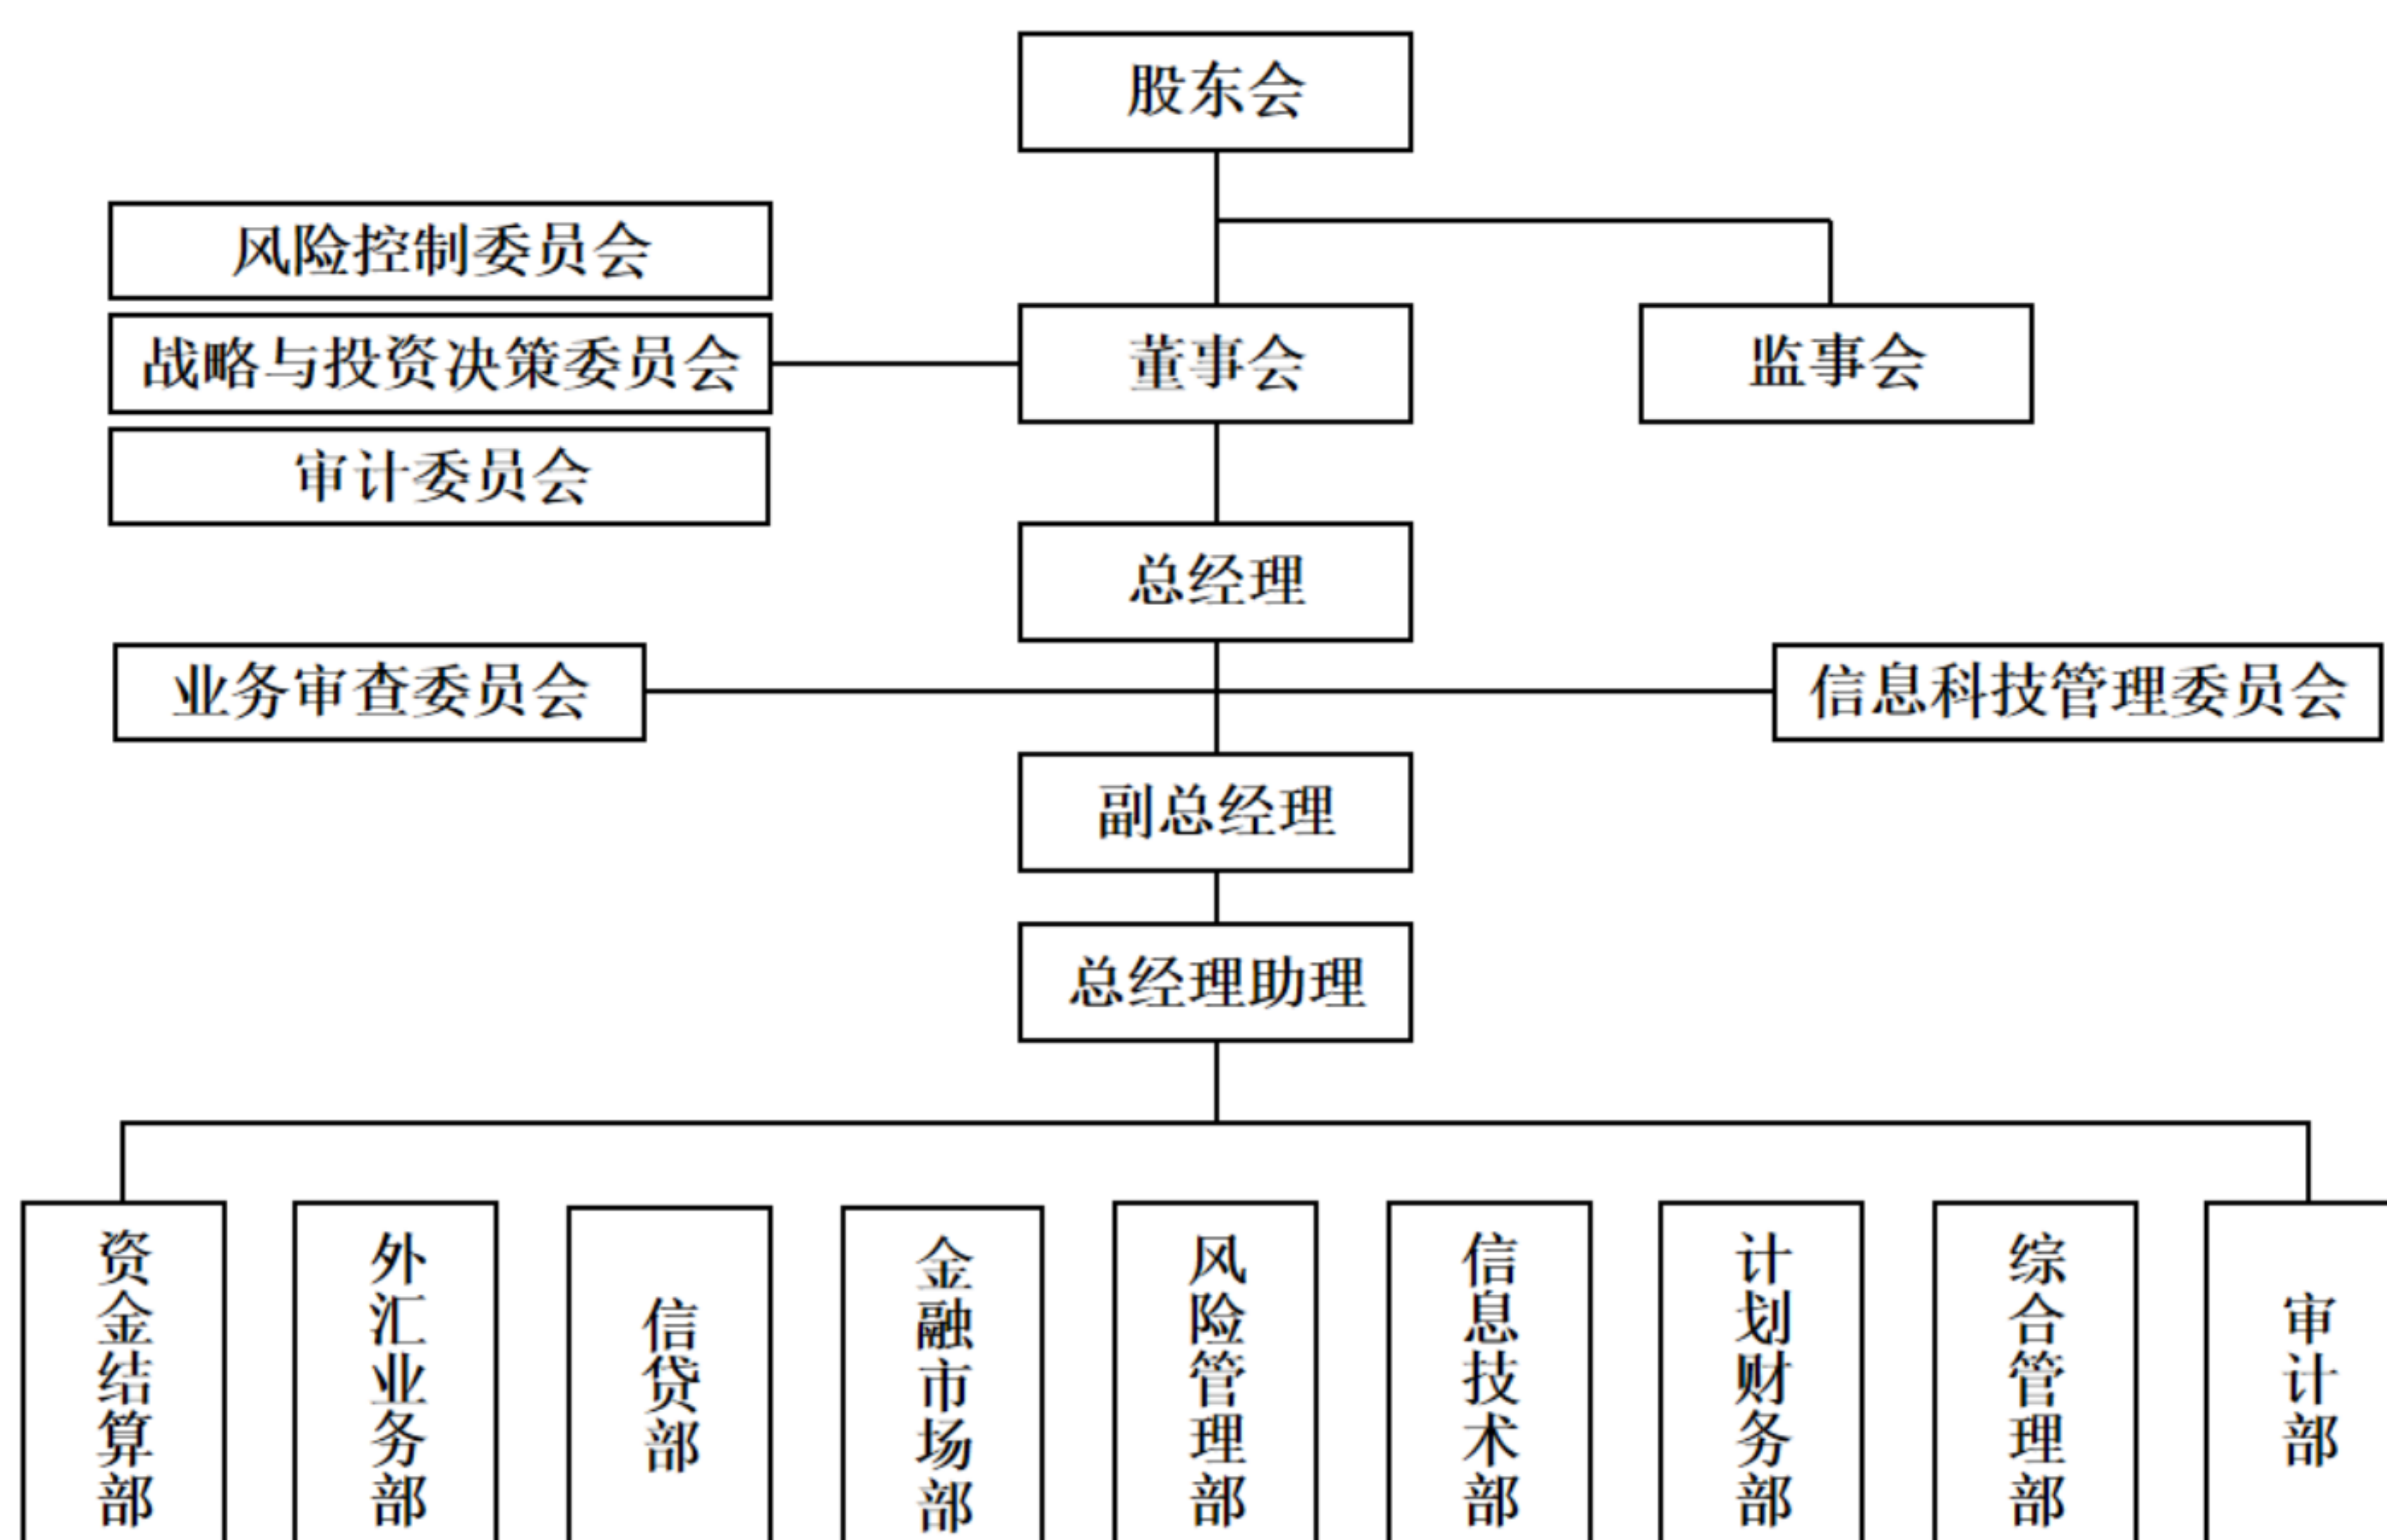 股东会
风险控制委员会
战略与投资决策委员会
董事会
监事会
审计委员会
总经理
业务审查委员会
信息科技管理委员会
副总经理
总经理助理
资金结算部
外汇业务部
信贷部
金融市场部
风险管理部
信息技术部
计划财务部
综合管理部
审计部